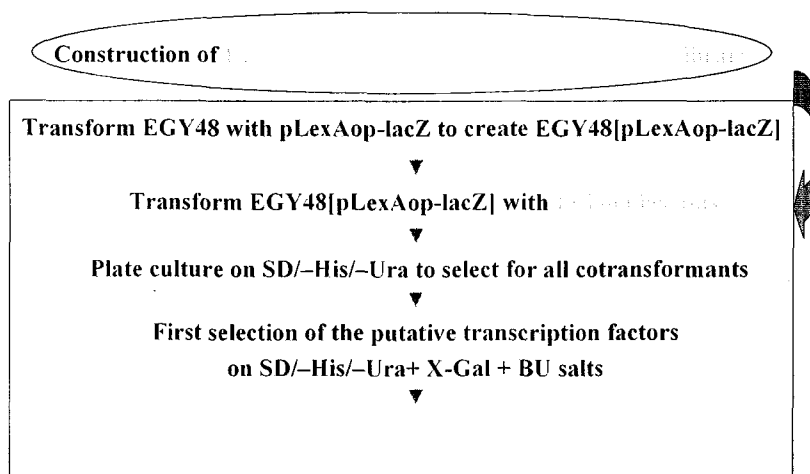 Construction of
Transform EGY48 with pLexAop-lacZ to create EGY48[pLexAop-lacZ]
Transform EGY48[pLexAop-lacZ] with
Plate culture on SD/–His/–Ura to select for all cotransformants
First selection of the putative transcription factors
on SD/–His/–Ura+ X-Gal + BU salts